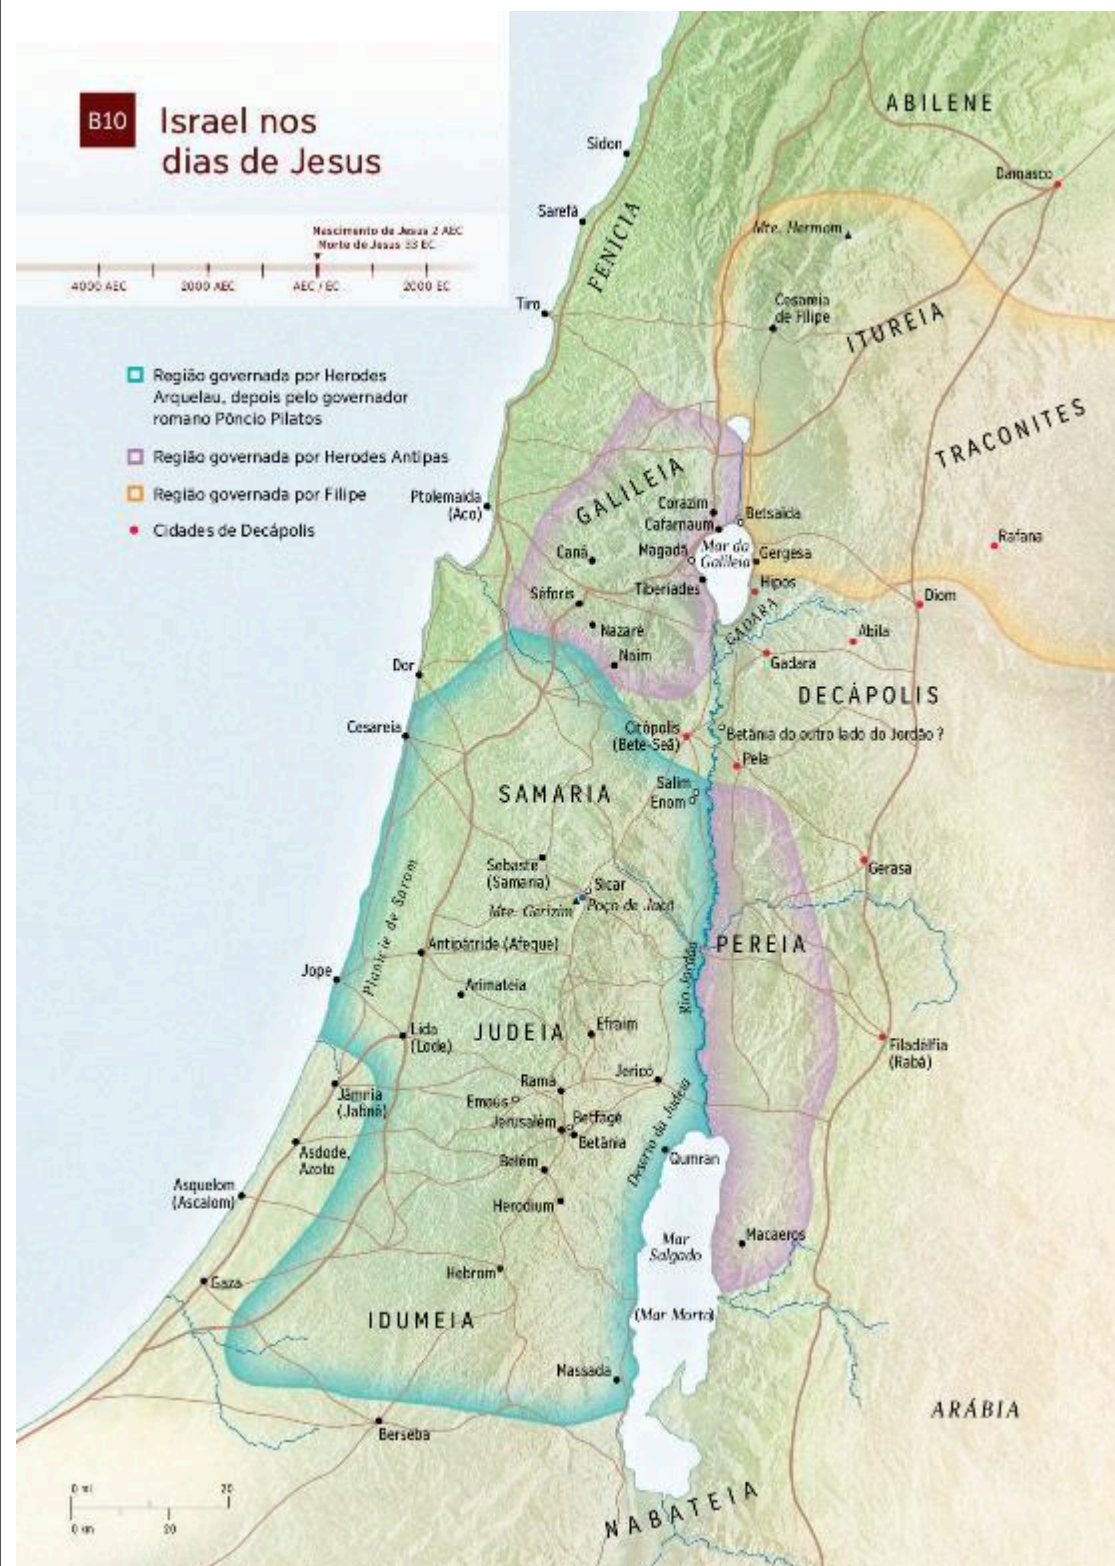 B10
Israel nos
dias de Jesus
Nascimento de Jesus 2 AEC
Morte de Jesus 33 EC
4000 AEC
2000 AEC
AEC / EC
2000 EC
Região governada por Herodes
Arquelau, depois pelo governador
romano Pôncio Pilatos
Região governada por Herodes Antipas
Região governada por Filipe
Cidades de Decápolis
ABILENE
Sidon
Damasco
Sarefá
FENÍCIA
Mte. Hermom
Tiro
Cesareia
de Filipe
ITUREIA
TRACONITES
GALILEIA
Ptolemaida
(Aco)
Corazim
Cafarnaum
Betsaida
Rafana
Caná
Magadã
Mar da
Galileia
Gergesa
Tiberíades
Hipos
Séforis
Diom
GADARA
Nazaré
Abila
Naim
Gadara
Dor
DECÁPOLIS
Cesareia
Citópolis
(Bete-Seã)
Betânia do outro lado do Jordão ?
Pela
Salim
Enom
SAMARIA
Sebaste
(Samaria)
Gerasa
Sicar
Mte. Gerizim
Poço de Jacó
Planície de Sarom
Antipátride (Afeque)
PEREIA
Jope
Arimateia
Rio Jordão
JUDEIA
Efraim
Lida
(Lode)
Filadélfia
(Rabá)
Jericó
Rama
Jâmnia
(Jabné)
Emaús
Jerusalém
Betfagé
Betânia
Deserto da Judeia
Asdode,
Azoto
Belém
Qumran
Asquelom
(Ascalom)
Herodium
Mar
Salgado
Macaeros
Gaza
Hebrom
(Mar Morto)
IDUMEIA
Massada
ARÁBIA
Berseba
0 mi
20
0 km
20
NABATEIA